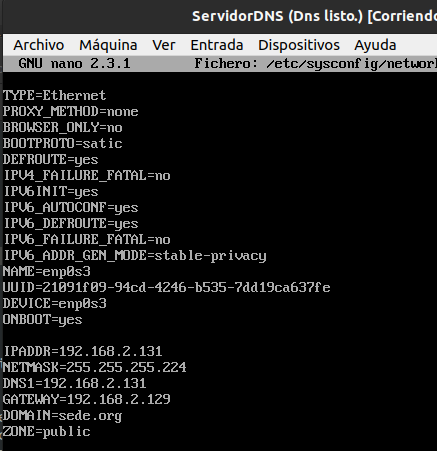 ServidorDNS (Dns listo.) [Corriendo
Archivo Máquina Ver Entrada Dispositivos Ayuda
GNU nano 2.3.1 Fichero: /etc/sysconfig/network
TYPE=Ethernet
PROXY_METHOD=none
BROWSER_ONLY=no
BOOTPROTO=satic
DEFROUTE=yes
IPV4_FAILURE_FATAL=no
IPV6INIT=yes
IPV6_AUTOCONF=yes
IPV6_DEFROUTE=yes
IPV6_FAILURE_FATAL=no
IPV6_ADDR_GEN_MODE=stable-privacy
NAME=enp0s3
UUID=21091f09-94cd-4246-b535-7dd19ca637fe
DEVICE=enp0s3
ONBOOT=yes
IPADDR=192.168.2.131
NETMASK=255.255.255.224
DNS1=192.168.2.131
GATEWAY=192.168.2.129
DOMAIN=sede.org
ZONE=public